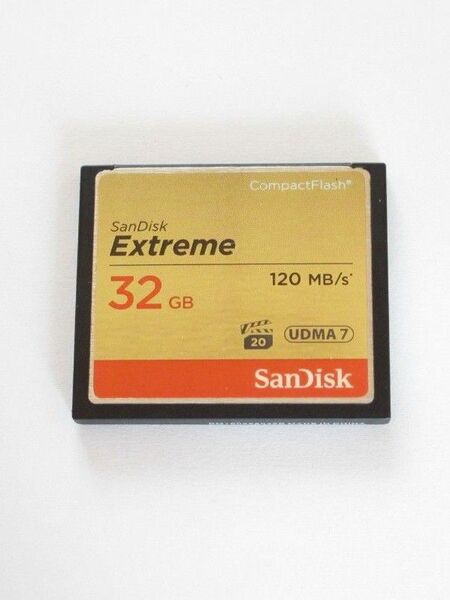 CompactFlash®
SanDisk
Extreme
32 GB
120 MB/s*
20
UDMA 7
SanDisk